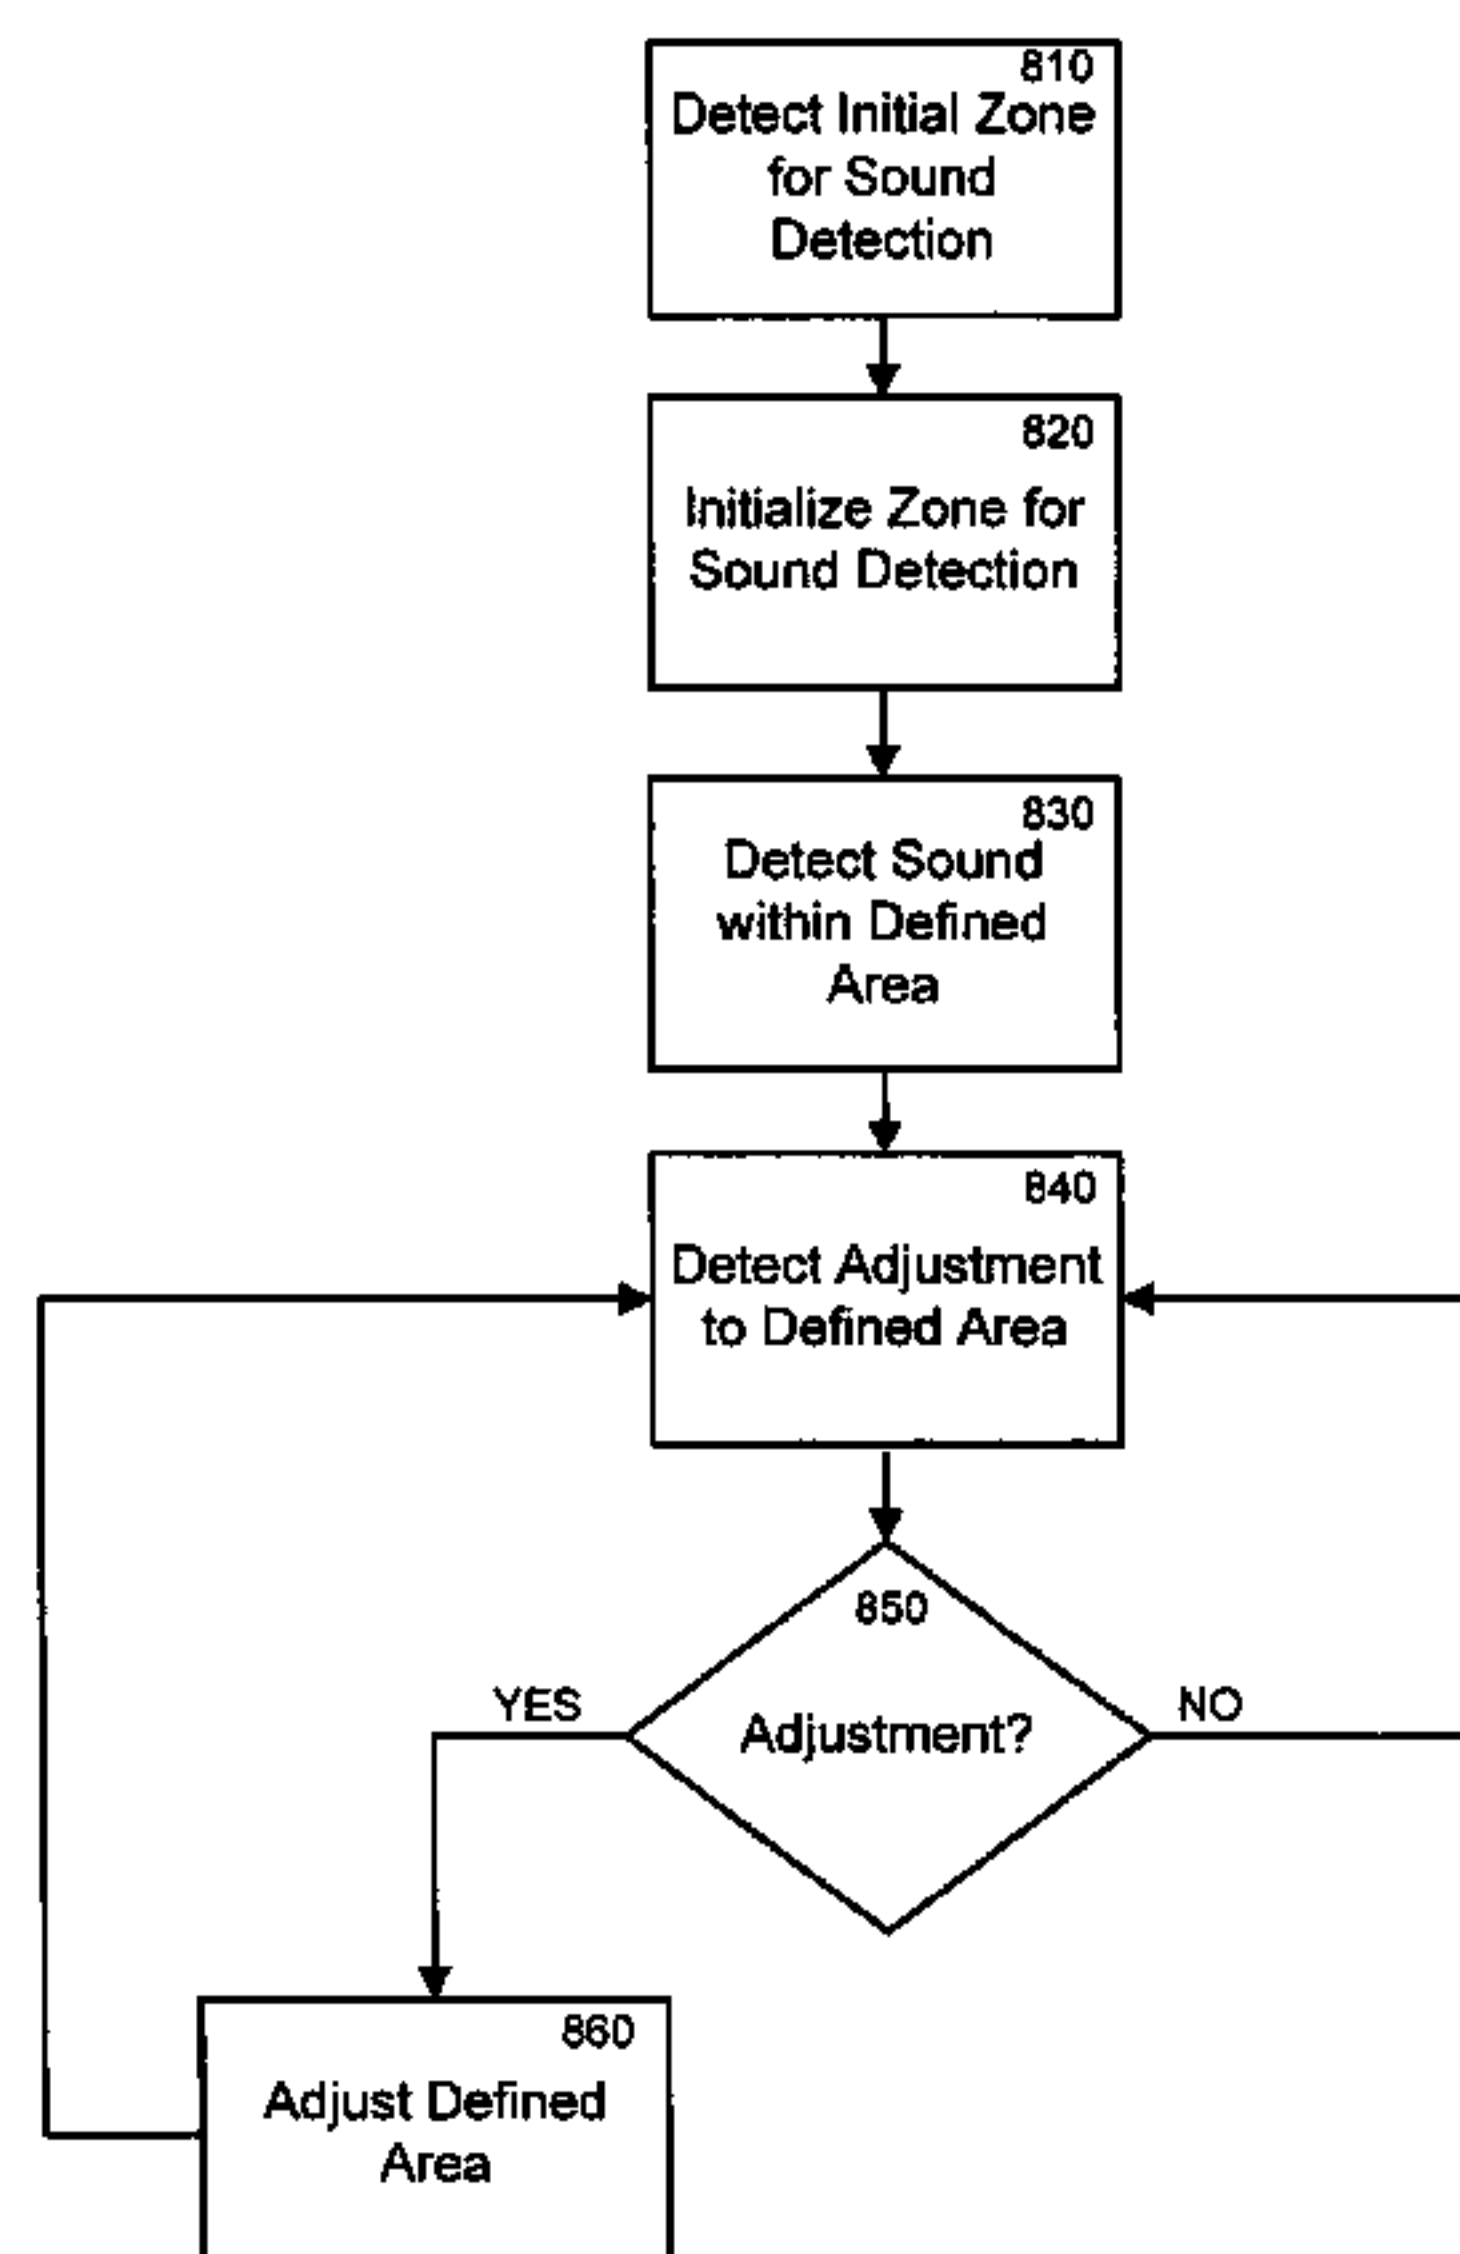 810
Detect Initial Zone
for Sound
Detection
820
Initialize Zone for
Sound Detection
830
Detect Sound
within Defined
Area
840
Detect Adjustment
to Defined Area
850
YES
Adjustment?
NO
860
Adjust Defined
Area